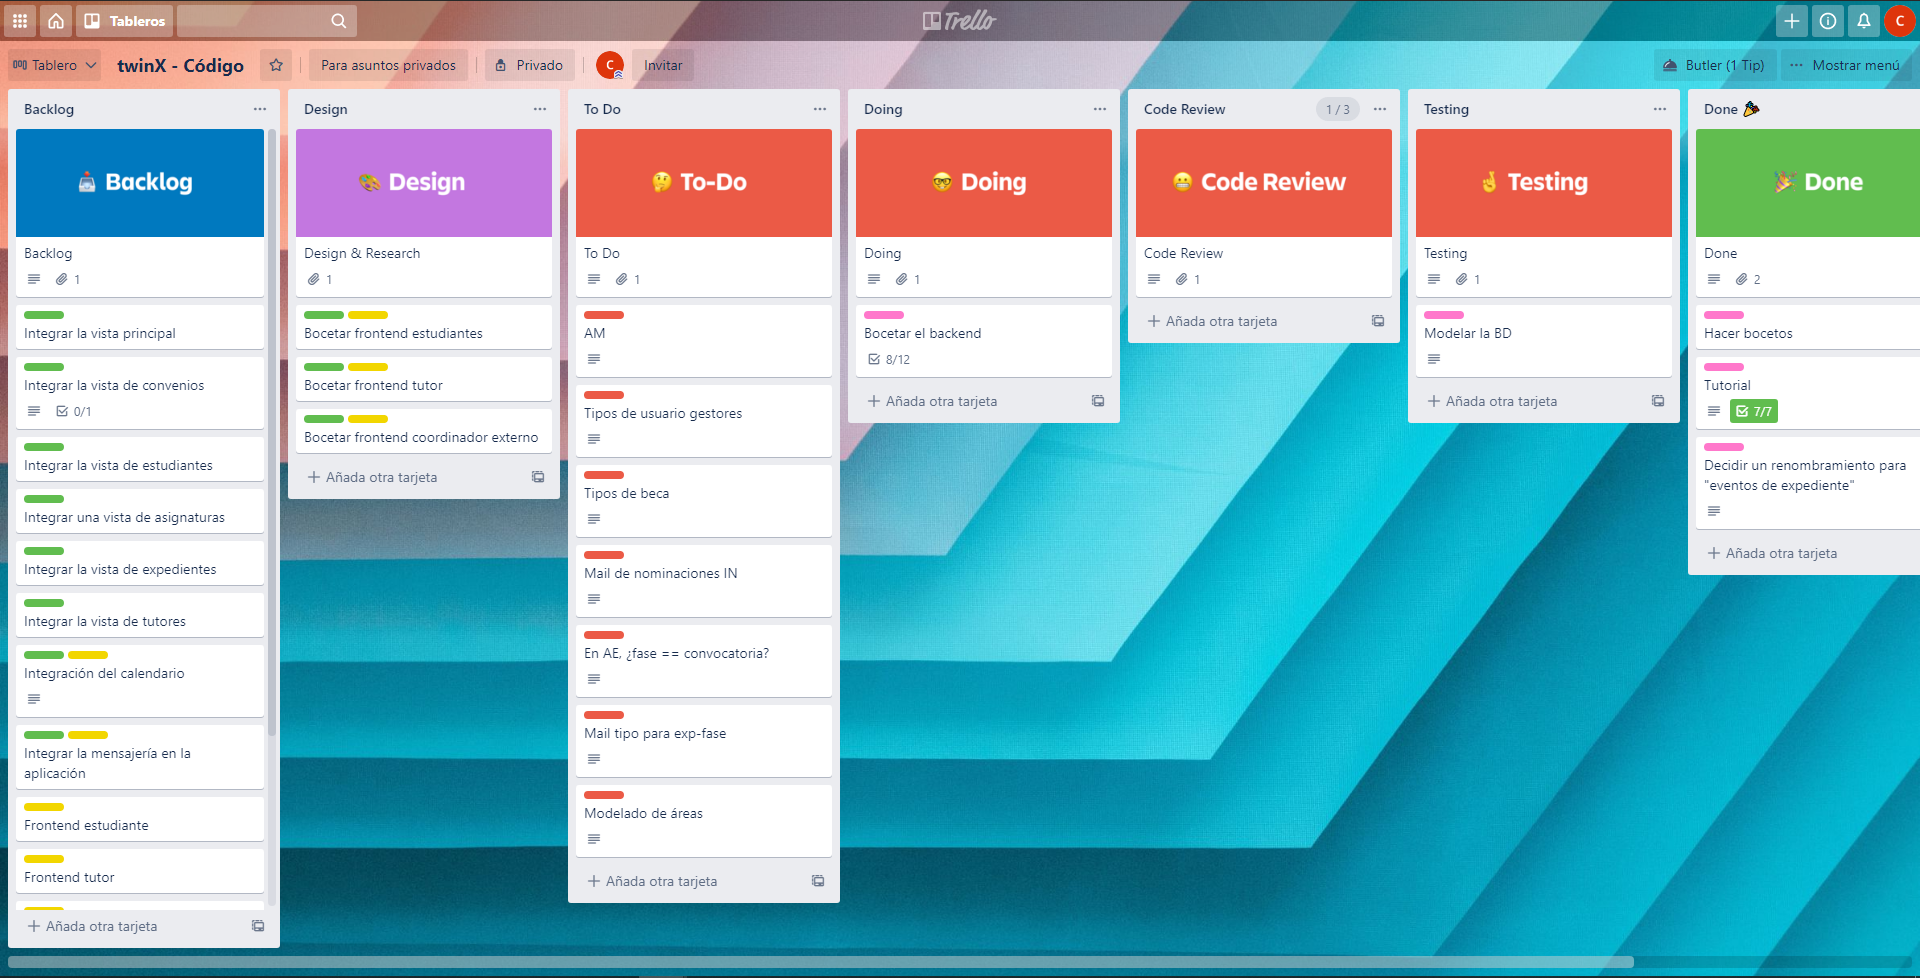 Tableros
Trello
C
Tablero
twinX - Código
Para asuntos privados
Privado
C
Invitar
Butler (1 Tip)
Mostrar menú
Backlog
Backlog
Backlog
1
Integrar la vista principal
Integrar la vista de convenios
0/1
Integrar la vista de estudiantes
Integrar una vista de asignaturas
Integrar la vista de expedientes
Integrar la vista de tutores
Integración del calendario
Integrar la mensajería en la
aplicación
Frontend estudiante
Frontend tutor
Añada otra tarjeta
Design
Design
Design & Research
1
Bocetar frontend estudiantes
Bocetar frontend tutor
Bocetar frontend coordinador externo
Añada otra tarjeta
To Do
To-Do
To Do
1
AM
Tipos de usuario gestores
Tipos de beca
Mail de nominaciones IN
En AE, ¿fase == convocatoria?
Mail tipo para exp-fase
Modelado de áreas
Añada otra tarjeta
Doing
Doing
Doing
1
Bocetar el backend
8/12
Añada otra tarjeta
Code Review
1 / 3
Code Review
Code Review
1
Añada otra tarjeta
Testing
Testing
Testing
1
Modelar la BD
Añada otra tarjeta
Done
Done
Done
2
Hacer bocetos
Tutorial
7/7
Decidir un renombramiento para
"eventos de expediente"
Añada otra tarjeta